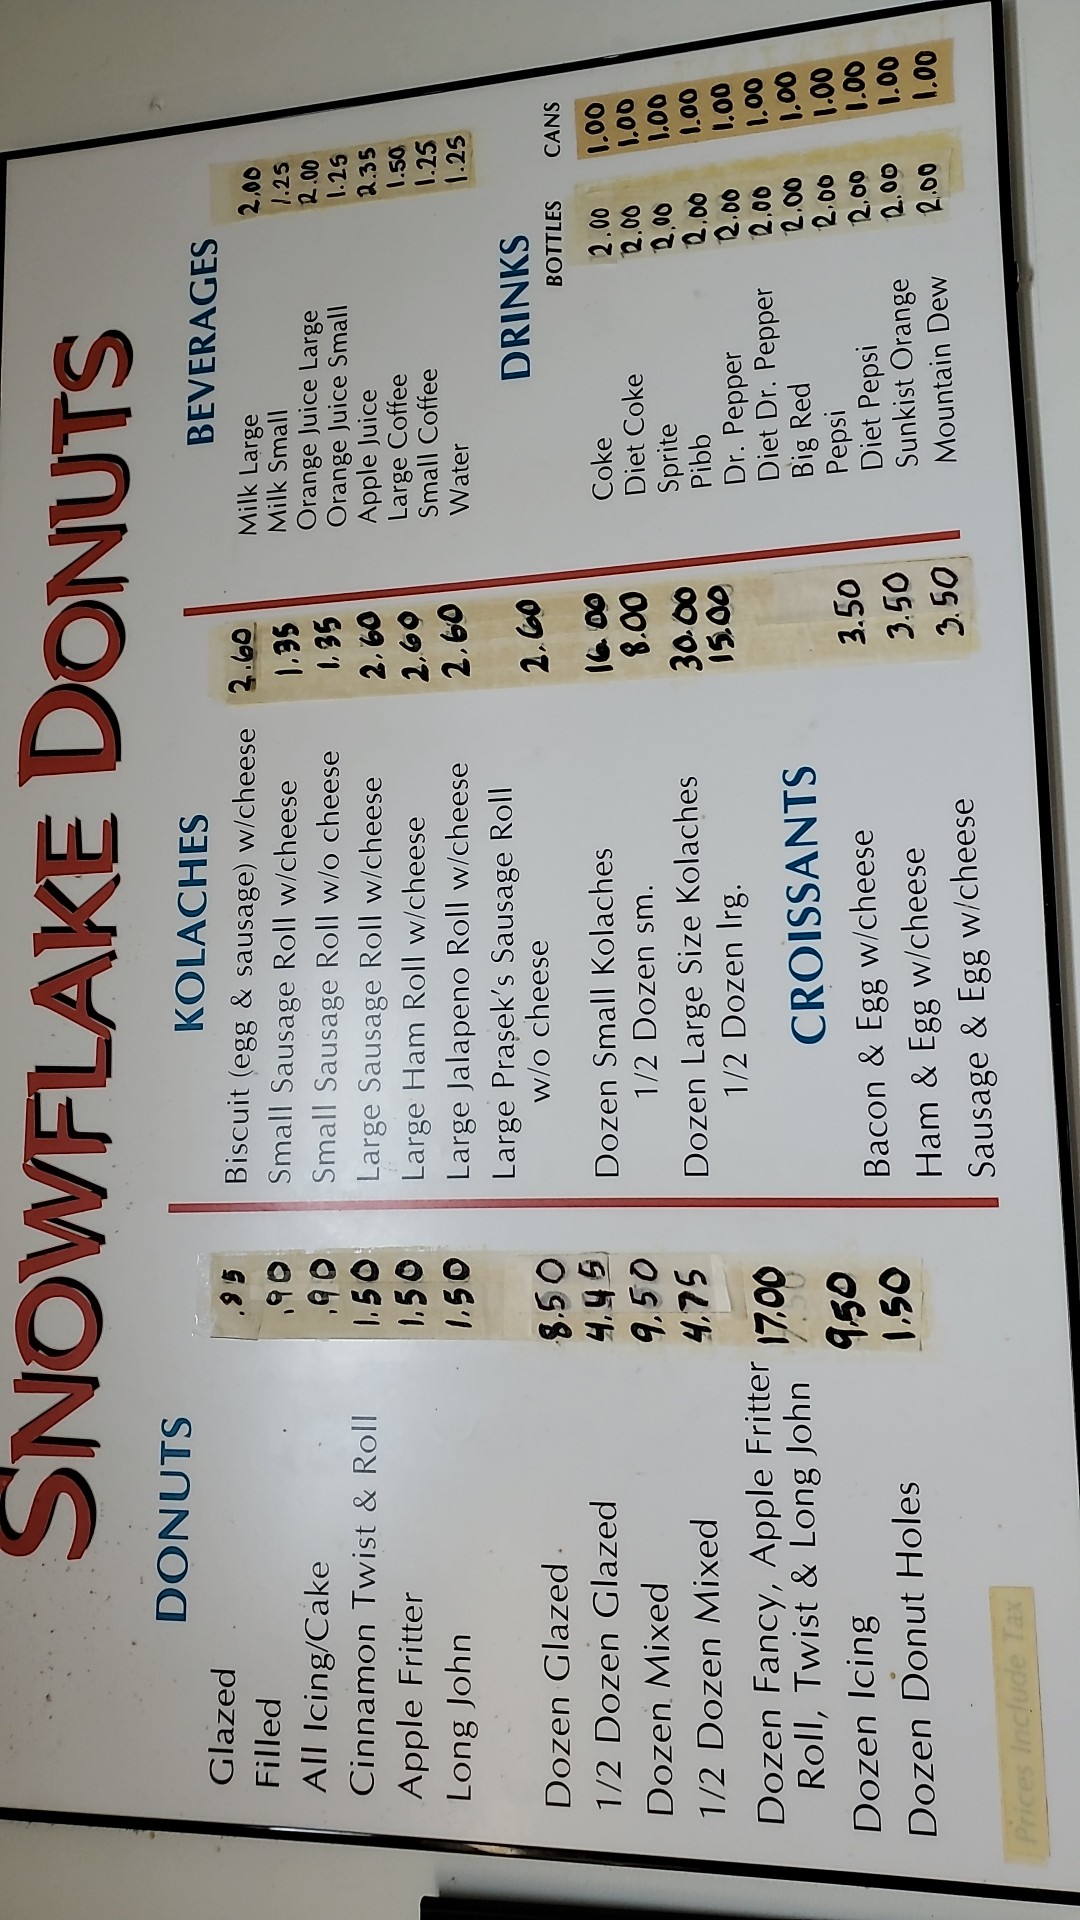 SNOWFLAKE DONUTS
DONUTS
Glazed .85
Filled .90
All Icing/Cake .90
Cinnamon Twist & Roll 1.50
Apple Fritter 1.50
Long John 1.50
Dozen Glazed 8.50
1/2 Dozen Glazed 4.45
Dozen Mixed 9.50
1/2 Dozen Mixed 4.75
Dozen Fancy, Apple Fritter 17.00
Roll, Twist & Long John
Dozen Icing 9.50
Dozen Donut Holes 1.50
Prices Include Tax
KOLACHES
Biscuit (egg & sausage) w/cheese 2.60
Small Sausage Roll w/cheese 1.35
Small Sausage Roll w/o cheese 1.35
Large Sausage Roll w/cheese 2.60
Large Ham Roll w/cheese 2.60
Large Jalapeno Roll w/cheese 2.60
Large Prasek's Sausage Roll
w/o cheese 2.60
Dozen Small Kolaches 16.00
1/2 Dozen sm. 8.00
Dozen Large Size Kolaches 30.00
1/2 Dozen lrg. 15.00
CROISSANTS
Bacon & Egg w/cheese 3.50
Ham & Egg w/cheese 3.50
Sausage & Egg w/cheese 3.50
BEVERAGES
Milk Large 2.00
Milk Small 1.25
Orange Juice Large 2.00
Orange Juice Small 1.25
Apple Juice 2.35
Large Coffee 1.50
Small Coffee 1.25
Water 1.25
DRINKS
BOTTLES CANS
Coke 2.00 1.00
Diet Coke 2.00 1.00
Sprite 2.00 1.00
Pibb 2.00 1.00
Dr. Pepper 2.00 1.00
Diet Dr. Pepper 2.00 1.00
Big Red 2.00 1.00
Pepsi 2.00 1.00
Diet Pepsi 2.00 1.00
Sunkist Orange 2.00 1.00
Mountain Dew 2.00 1.00